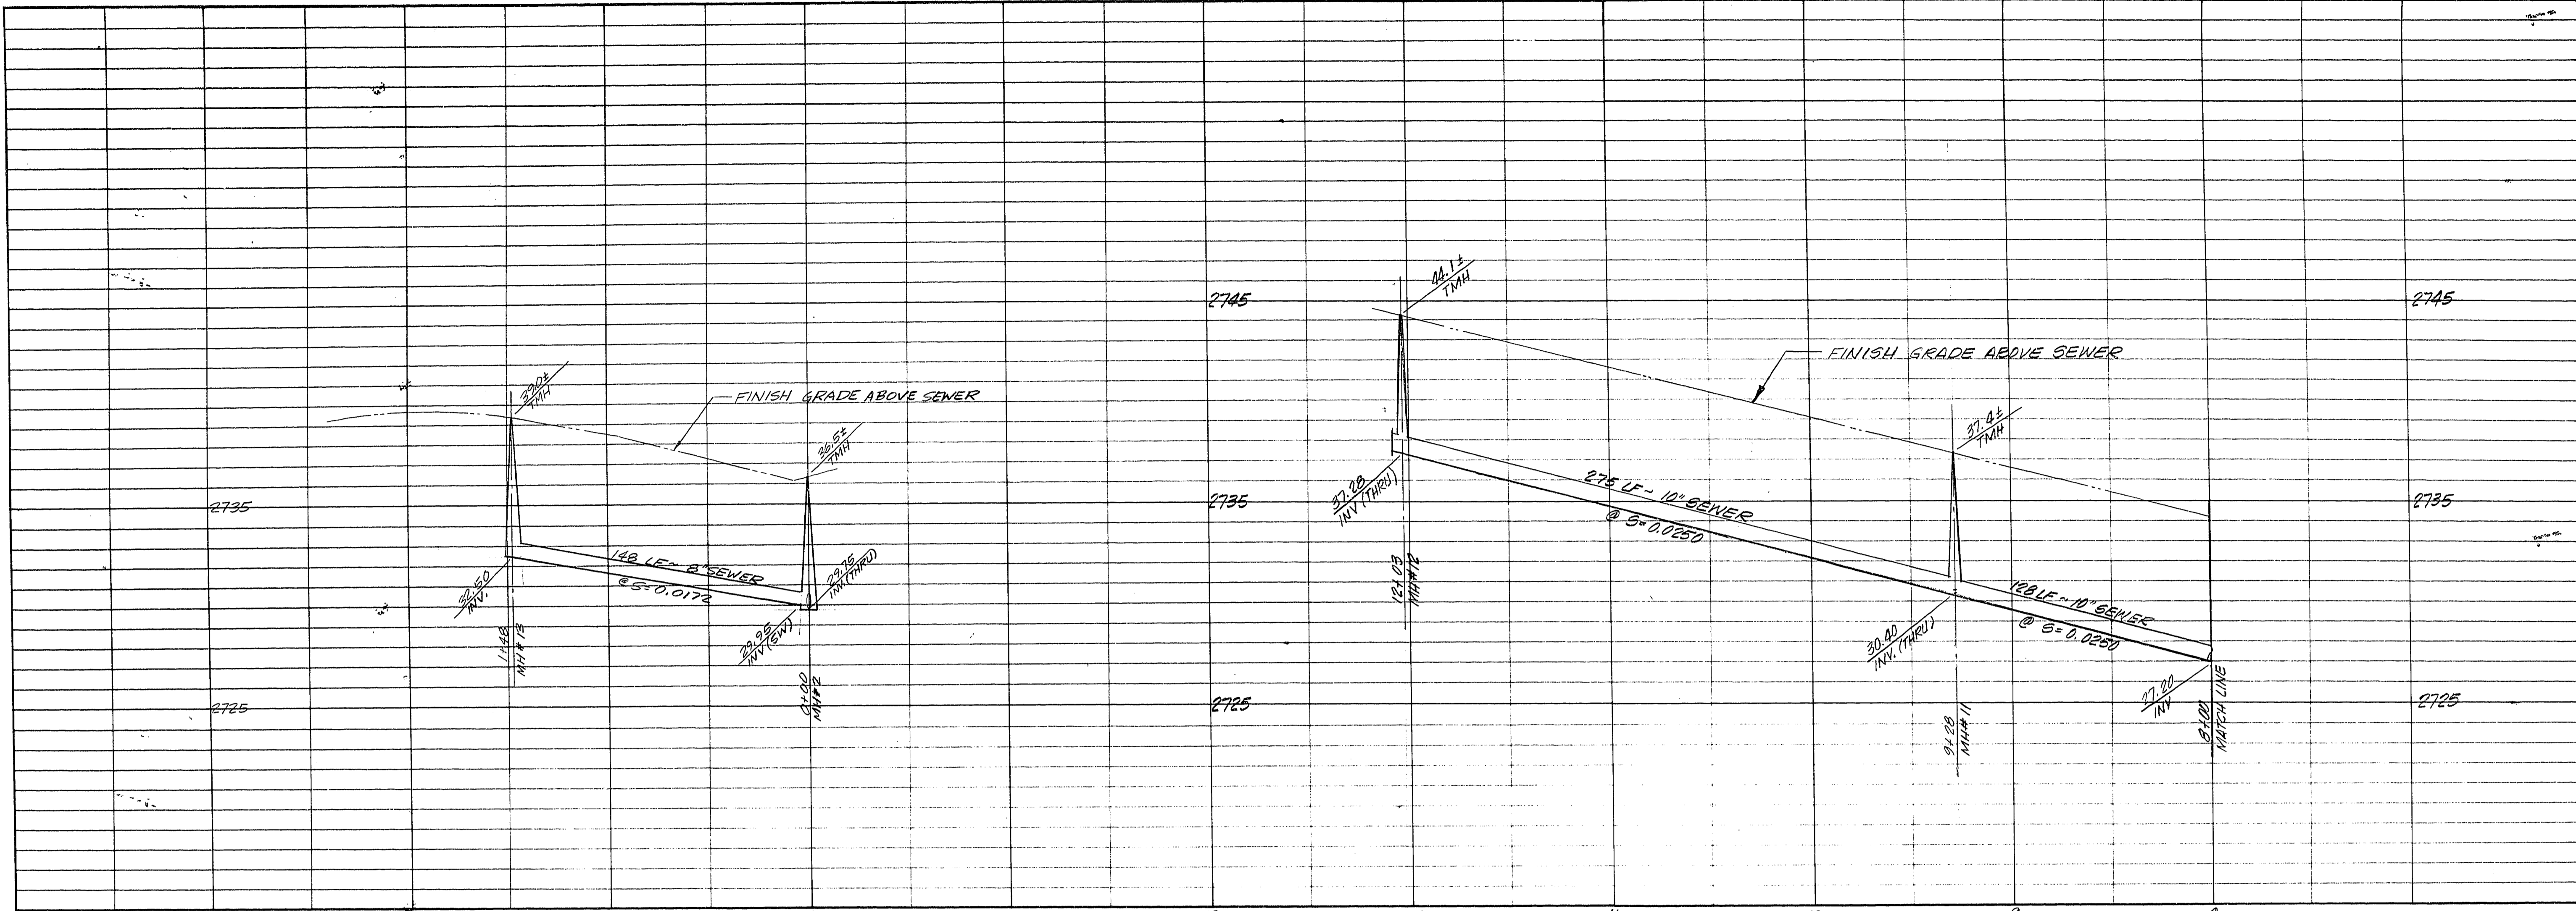 2745
2745
44.1±
TMH
FINISH GRADE ABOVE SEWER
39.0±
TMH
FINISH GRADE ABOVE SEWER
37.4±
TMH
36.5±
TMH
2735
2735
2735
37.28
INV (THRU)
275 LF ~ 10" SEWER
@ S=0.0250
148 LF ~ 8" SEWER
@ S=0.0172
32.50
INV.
29.75
INV.(THRU)
29.95
INV (SW)
12+03
MH#12
128 LF ~ 10" SEWER
@ S=0.0250
30.40
INV. (THRU)
1+48
MH#13
0+00
MH#2
27.20
INV
2725
2725
2725
9+28
MH#11
8+00
MATCH LINE